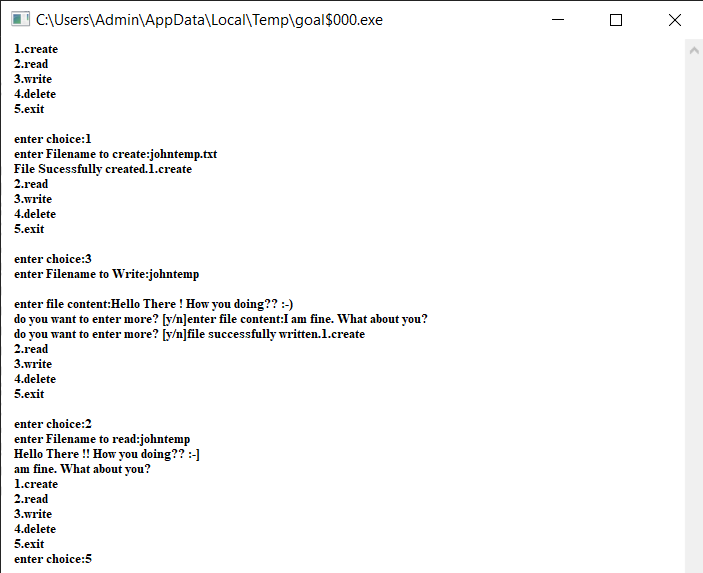 C:\Users\Admin\AppData\Local\Temp\goal$000.exe
1.create
2.read
3.write
4.delete
5.exit
enter choice:1
enter Filename to create:johntemp.txt
File Sucessfully created.1.create
2.read
3.write
4.delete
5.exit
enter choice:3
enter Filename to Write:johntemp
enter file content:Hello There ! How you doing?? :-)
do you want to enter more? [y/n]enter file content:I am fine. What about you?
do you want to enter more? [y/n]file successfully written.1.create
2.read
3.write
4.delete
5.exit
enter choice:2
enter Filename to read:johntemp
Hello There !! How you doing?? :-]
am fine. What about you?
1.create
2.read
3.write
4.delete
5.exit
enter choice:5